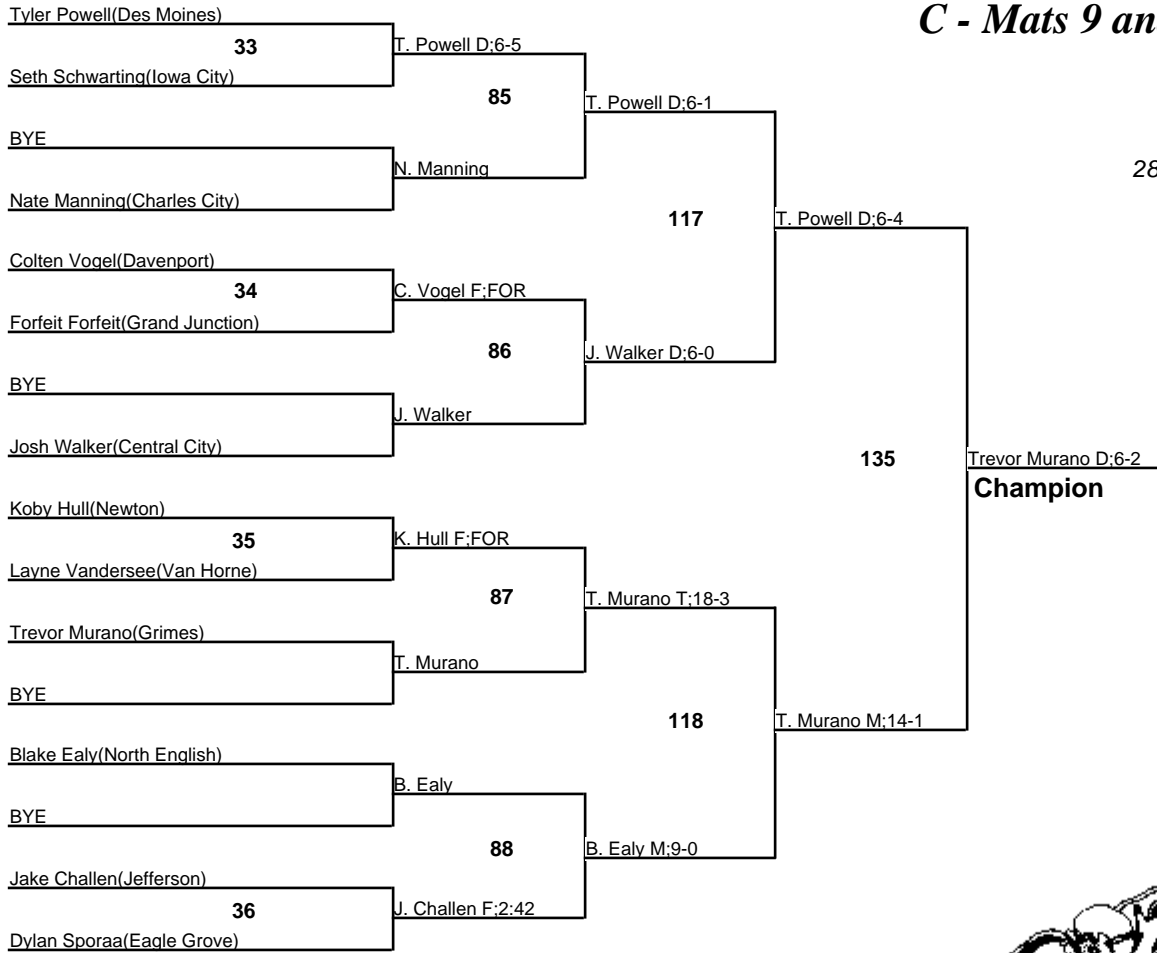 C - Mats 9 an
28
Tyler Powell(Des Moines)
33
Seth Schwarting(Iowa City)
BYE
Nate Manning(Charles City)
Colten Vogel(Davenport)
34
Forfeit Forfeit(Grand Junction)
BYE
Josh Walker(Central City)
Koby Hull(Newton)
35
Layne Vandersee(Van Horne)
Trevor Murano(Grimes)
BYE
Blake Ealy(North English)
BYE
Jake Challen(Jefferson)
36
Dylan Sporaa(Eagle Grove)
T. Powell D;6-5
85
N. Manning
C. Vogel F;FOR
86
J. Walker
K. Hull F;FOR
87
T. Murano
B. Ealy
88
J. Challen F;2:42
T. Powell D;6-1
117
J. Walker D;6-0
T. Murano T;18-3
118
B. Ealy M;9-0
T. Powell D;6-4
135
T. Murano M;14-1
Trevor Murano D;6-2
Champion